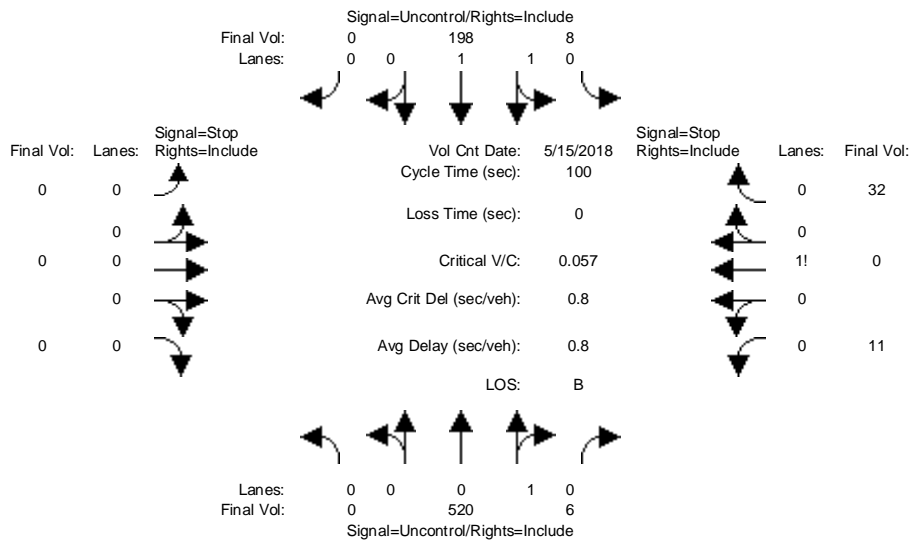 Signal=Uncontrol/Rights=Include
Final Vol: 0 198 8
Lanes: 0 0 1 1 0
Signal=Stop
Final Vol: Lanes: Rights=Include
Vol Cnt Date: 5/15/2018
Signal=Stop
Rights=Include Lanes: Final Vol:
Cycle Time (sec): 100
0 0
0 32
Loss Time (sec): 0
0
0
0 0
Critical V/C: 0.057
1! 0
0
Avg Crit Del (sec/veh): 0.8
0
0 0
Avg Delay (sec/veh): 0.8
0 11
LOS: B
Lanes: 0 0 0 1 0
Final Vol: 0 520 6
Signal=Uncontrol/Rights=Include